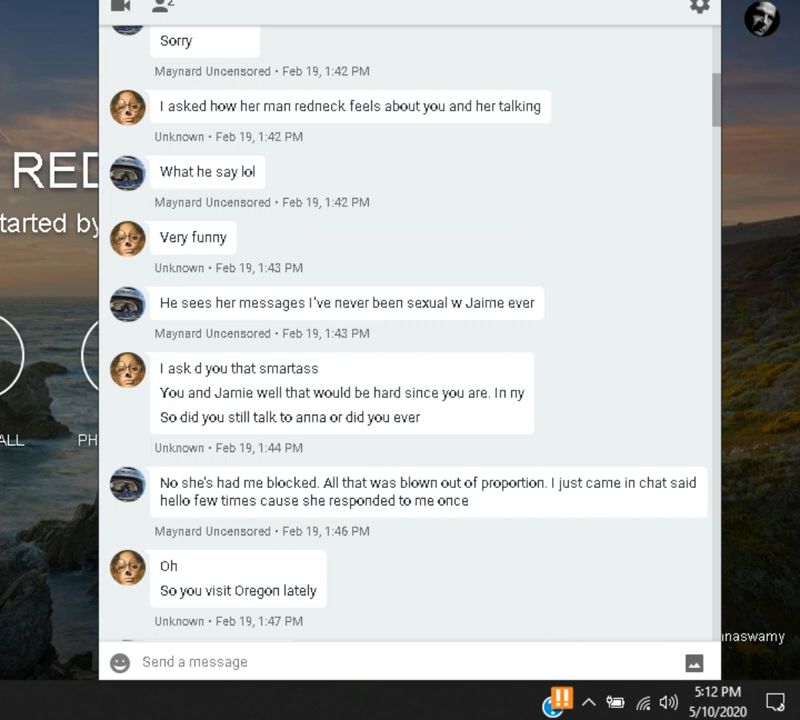 2
Sorry
Maynard Uncensored • Feb 19, 1:42 PM
I asked how her man redneck feels about you and her talking
Unknown • Feb 19, 1:42 PM
What he say lol
Maynard Uncensored • Feb 19, 1:42 PM
RED
Very funny
tarted by
Unknown • Feb 19, 1:43 PM
He sees her messages I've never been sexual w Jaime ever
Maynard Uncensored • Feb 19, 1:43 PM
I ask d you that smartass
You and Jamie well that would be hard since you are. In ny
So did you still talk to anna or did you ever
ALL
PH
Unknown • Feb 19, 1:44 PM
No she's had me blocked. All that was blown out of proportion. I just came in chat said
hello few times cause she responded to me once
Maynard Uncensored • Feb 19, 1:46 PM
Oh
So you visit Oregon lately
Unknown • Feb 19, 1:47 PM
nnaswamy
Send a message
5:12 PM
5/10/2020